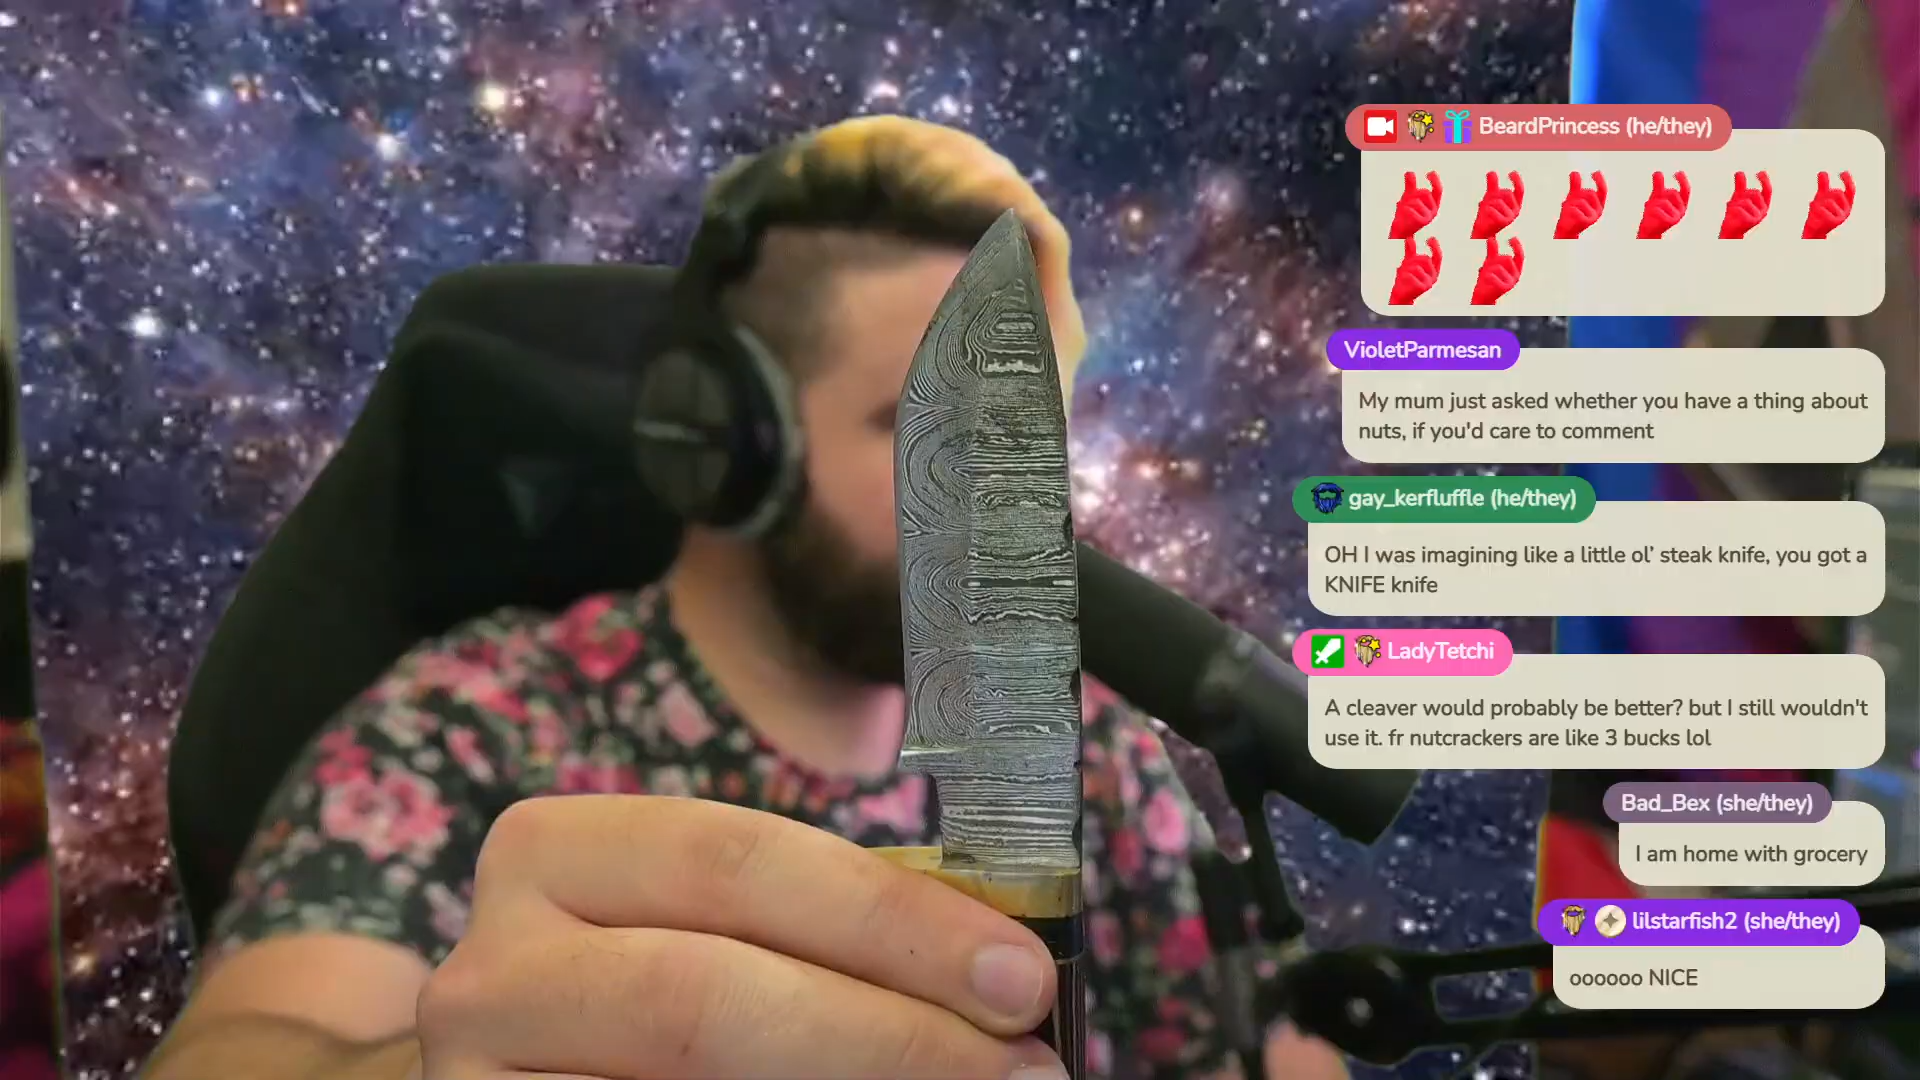 BeardPrincess (he/they)
VioletParmesan
My mum just asked whether you have a thing about
nuts, if you'd care to comment
gay_kerfluffle (he/they)
OH I was imagining like a little ol’ steak knife, you got a
KNIFE knife
LadyTetchi
A cleaver would probably be better? but I still wouldn't
use it. fr nutcrackers are like 3 bucks lol
Bad_Bex (she/they)
I am home with grocery
lilstarfish2 (she/they)
oooooo NICE